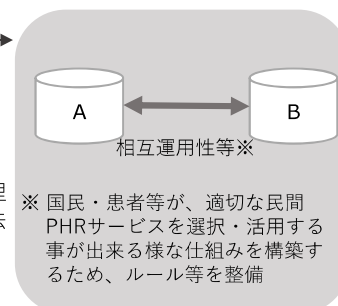 A
B
相互運用性等※
理
※ 国民・患者等が、適切な民間
法
PHRサービスを選択・活用する
事が出来る様な仕組みを構築す
るため、ルール等を整備